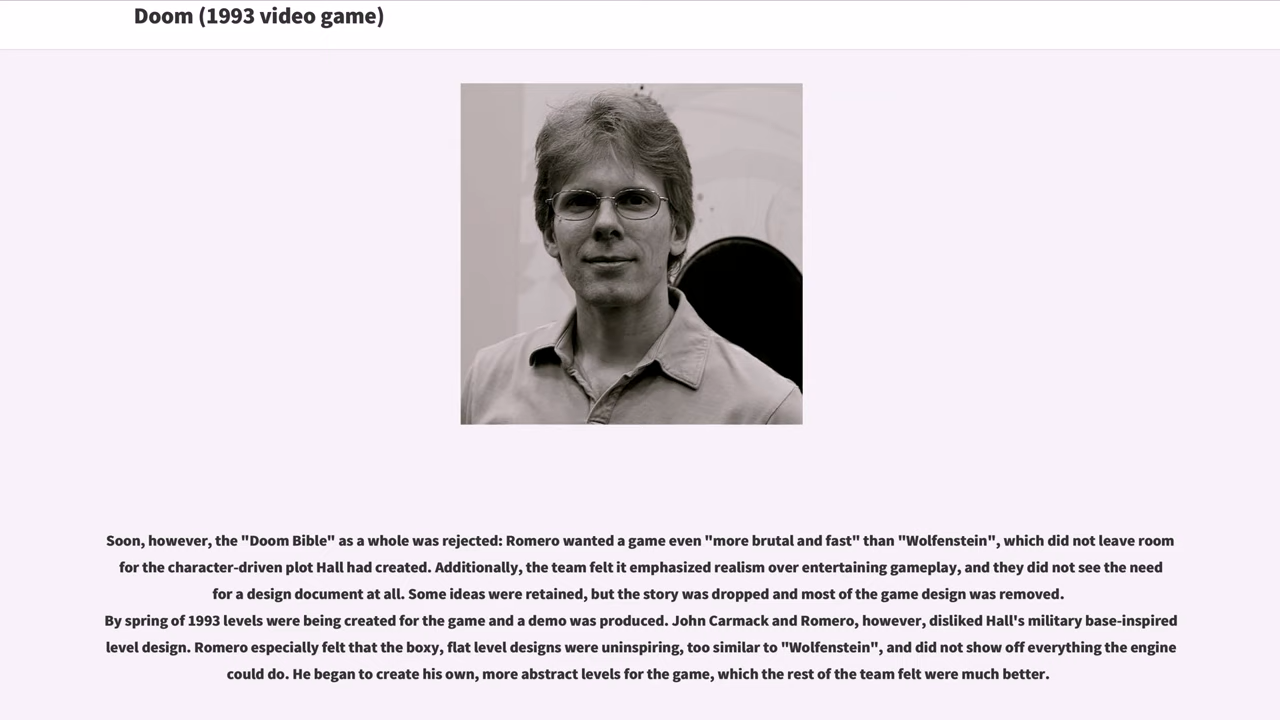 Doom (1993 video game)
Soon, however, the "Doom Bible" as a whole was rejected: Romero wanted a game even "more brutal and fast" than "Wolfenstein", which did not leave room
for the character-driven plot Hall had created. Additionally, the team felt it emphasized realism over entertaining gameplay, and they did not see the need
for a design document at all. Some ideas were retained, but the story was dropped and most of the game design was removed.
By spring of 1993 levels were being created for the game and a demo was produced. John Carmack and Romero, however, disliked Hall's military base-inspired
level design. Romero especially felt that the boxy, flat level designs were uninspiring, too similar to "Wolfenstein", and did not show off everything the engine
could do. He began to create his own, more abstract levels for the game, which the rest of the team felt were much better.